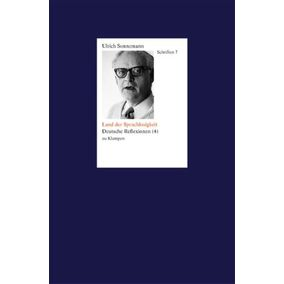 Ulrich Sonnemann
Schriften 7
Land der Sprachlosigkeit
Deutsche Reflexionen (4)
zu Klampen